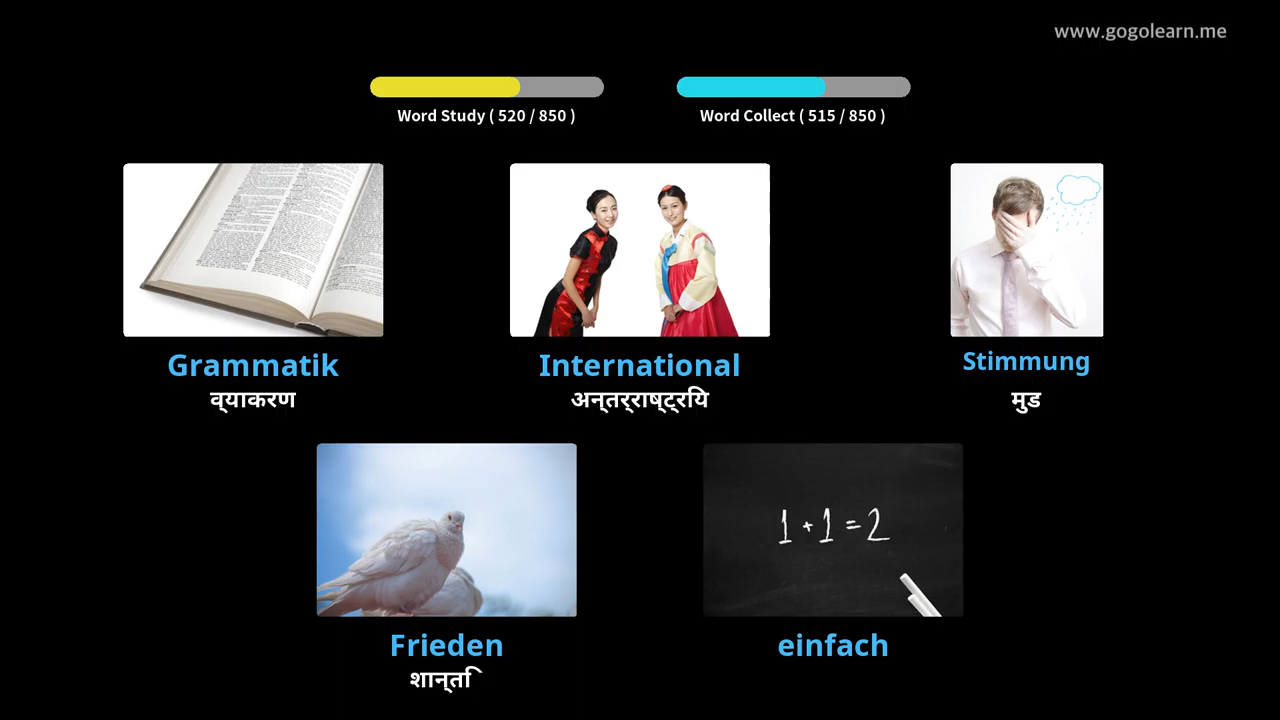 www.gogolearn.me
Word Study ( 520 / 850 )
Word Collect ( 515 / 850 )
Grammatik
International
Stimmung
व्याकरण
अन्तर्राष्ट्रिय
मुड
Frieden
einfach
शान्ति
1 + 1 = 2